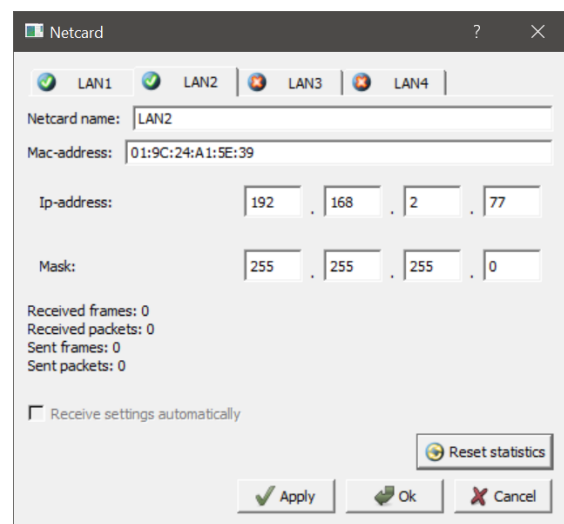 Netcard ?
LAN1 LAN2 LAN3 LAN4
Netcard name: LAN2
Mac-address: 01:9C:24:A1:5E:39
Ip-address: 192 . 168 . 2 . 77
Mask: 255 . 255 . 255 . 0
Received frames: 0
Received packets: 0
Sent frames: 0
Sent packets: 0
Receive settings automatically
Reset statistics
Apply Ok Cancel